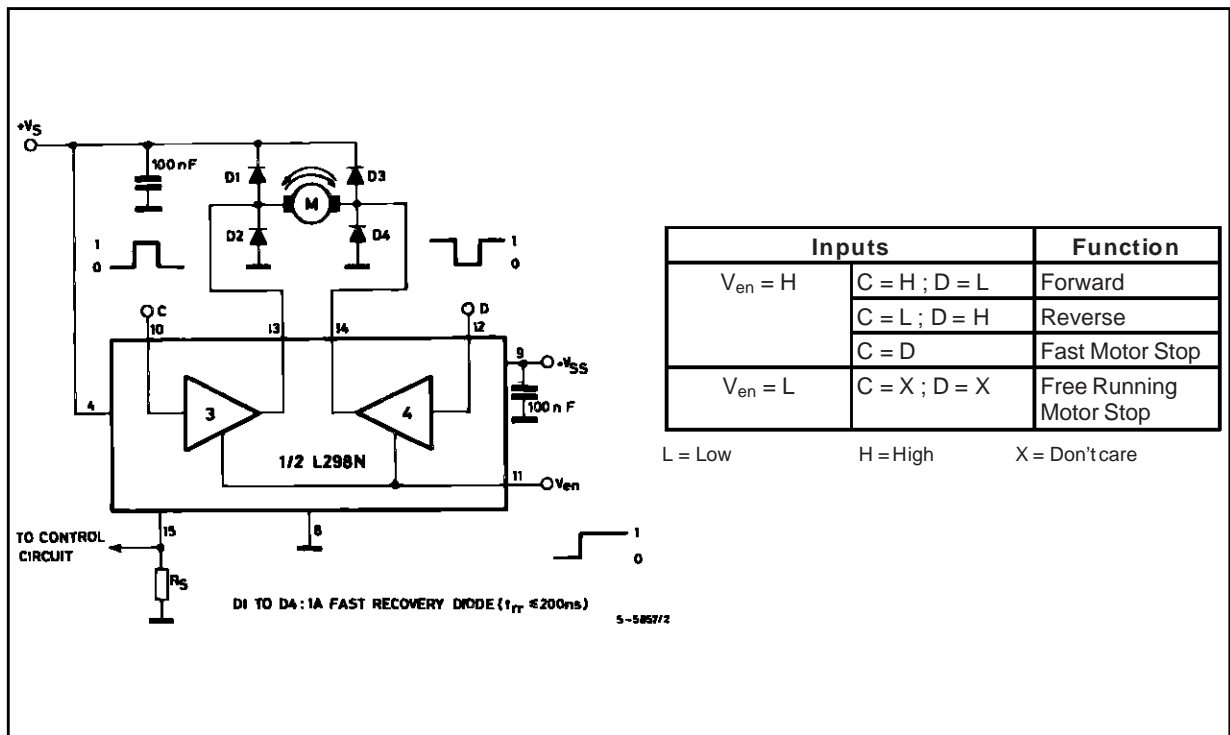 +VS
100nF
D1
D3
M
D2
D4
1
0
1
0
C
D
10
13
14
12
9
+VSS
4
3
4
100nF
1/2 L298N
11
Ven
15
8
TO CONTROL
CIRCUIT
RS
1
0
D1 TO D4 : 1A FAST RECOVERY DIODE (trr ≤ 200ns)
S-5857/2
Inputs Function
Ven = H C = H ; D = L Forward
C = L ; D = H Reverse
C = D Fast Motor Stop
Ven = L C = X ; D = X Free Running
Motor Stop
L = Low H = High X = Don't care